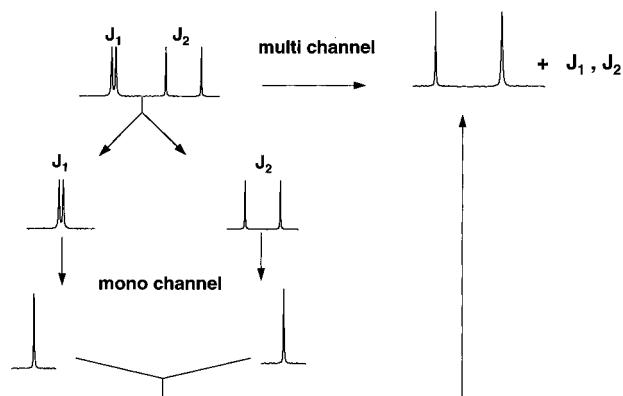 J1 J2
multi channel
+ J1 , J2
J1
J2
mono channel